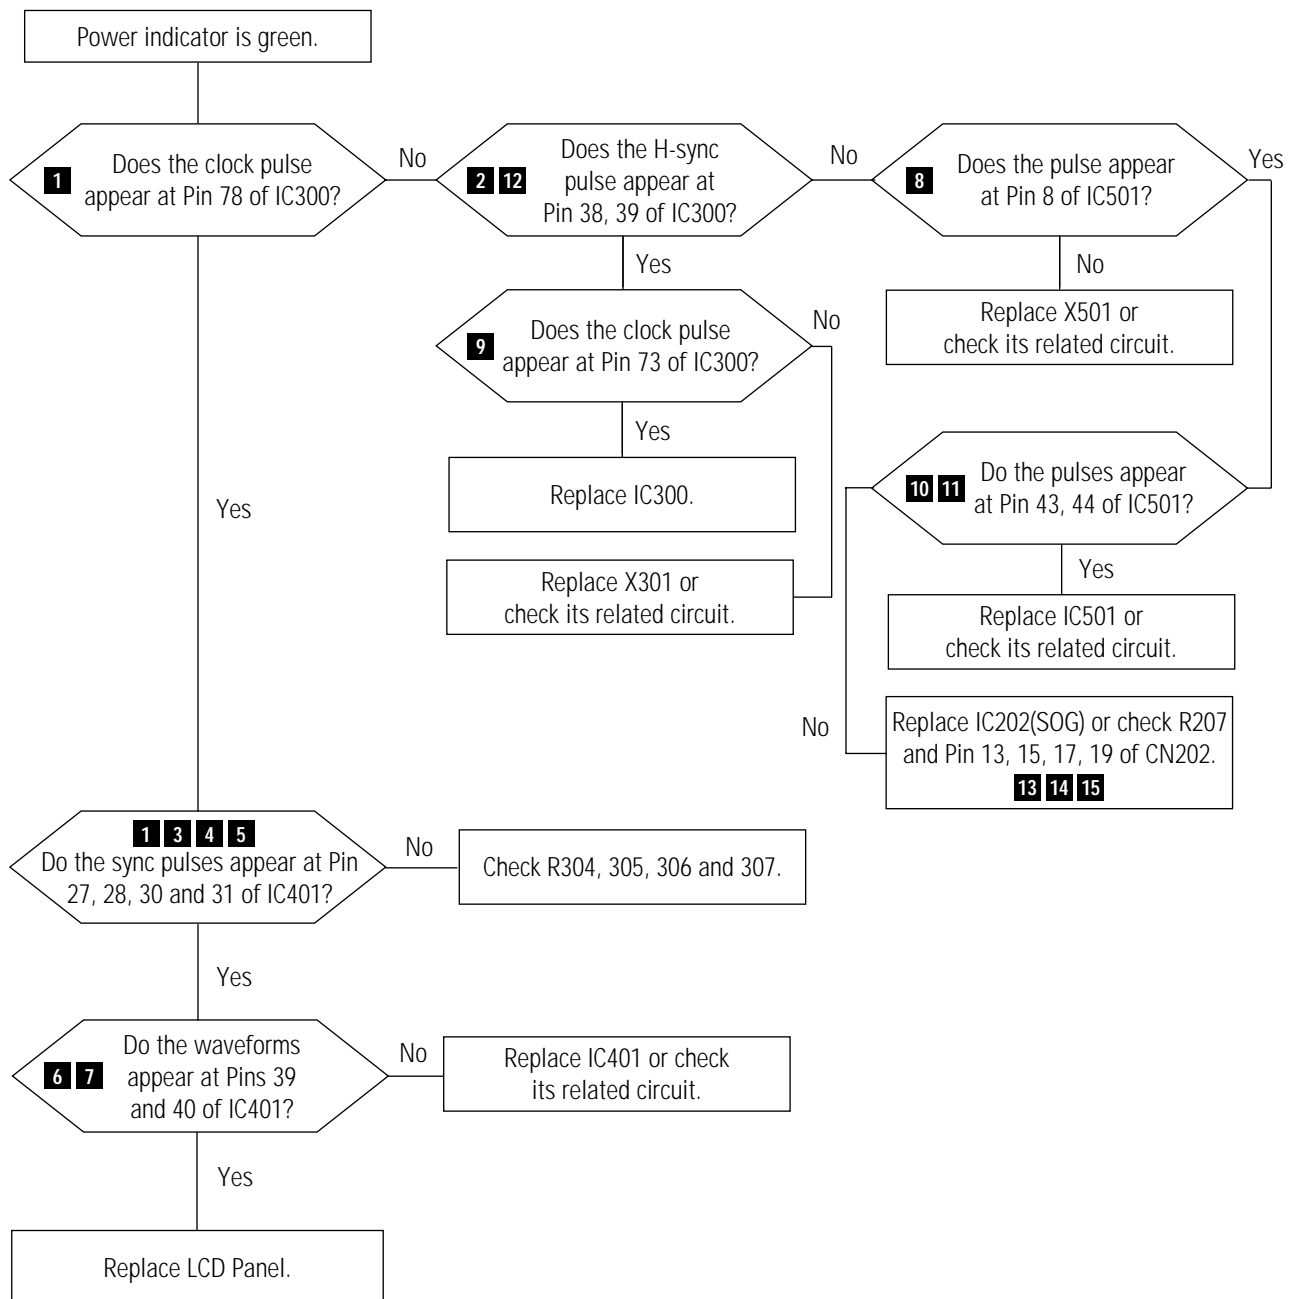 Power indicator is green.
1
Does the clock pulse
appear at Pin 78 of IC300?
No
2 12
Does the H-sync
pulse appear at
Pin 38, 39 of IC300?
No
8
Does the pulse appear
at Pin 8 of IC501?
Yes
Yes
No
9
Does the clock pulse
appear at Pin 73 of IC300?
No
Replace X501 or
check its related circuit.
Yes
Replace IC300.
Yes
10 11
Do the pulses appear
at Pin 43, 44 of IC501?
Replace X301 or
check its related circuit.
Yes
Replace IC501 or
check its related circuit.
No
Replace IC202(SOG) or check R207
and Pin 13, 15, 17, 19 of CN202.
13 14 15
1 3 4 5
Do the sync pulses appear at Pin
27, 28, 30 and 31 of IC401?
No
Check R304, 305, 306 and 307.
Yes
6 7
Do the waveforms
appear at Pins 39
and 40 of IC401?
No
Replace IC401 or check
its related circuit.
Yes
Replace LCD Panel.